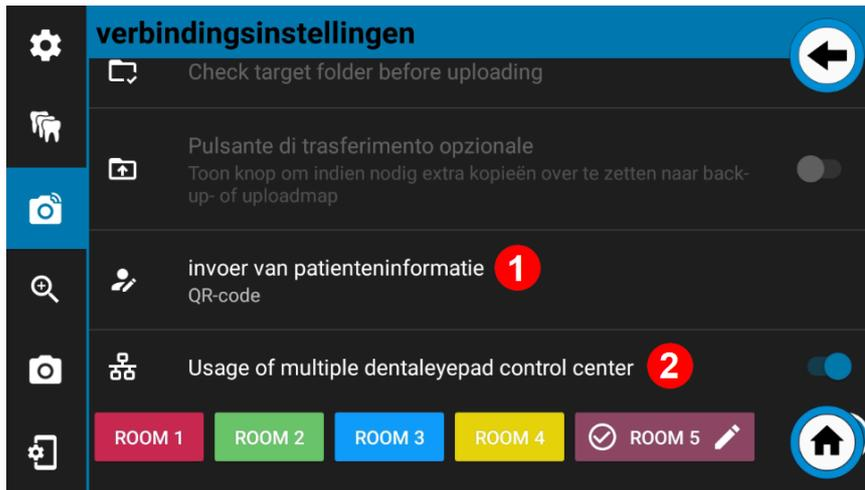 verbindingsinstellingen
Check target folder before uploading
Pulsante di trasferimento opzionale
Toon knop om indien nodig extra kopieën over te zetten naar back-
up- of uploadmap
invoer van patienteninformatie 1
QR-code
Usage of multiple dentaleyepad control center 2
ROOM 1 ROOM 2 ROOM 3 ROOM 4 ROOM 5